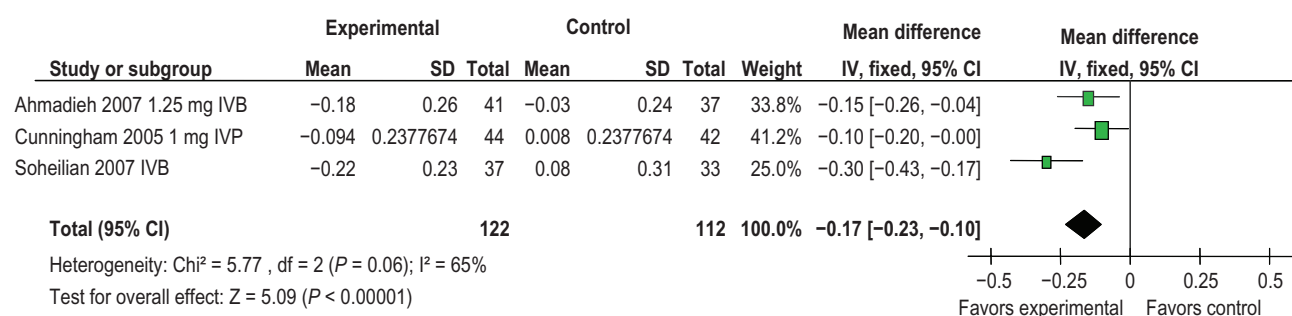 Experimental Control Mean difference Mean difference
Study or subgroup Mean SD Total Mean SD Total Weight IV, fixed, 95% CI IV, fixed, 95% CI
Ahmadieh 2007 1.25 mg IVB −0.18 0.26 41 −0.03 0.24 37 33.8% −0.15 [−0.26, −0.04]
Cunningham 2005 1 mg IVP −0.094 0.2377674 44 0.008 0.2377674 42 41.2% −0.10 [−0.20, −0.00]
Soheilian 2007 IVB −0.22 0.23 37 0.08 0.31 33 25.0% −0.30 [−0.43, −0.17]
Total (95% CI) 122 112 100.0% −0.17 [−0.23, −0.10]
Heterogeneity: Chi² = 5.77 , df = 2 (P = 0.06); I² = 65%
Test for overall effect: Z = 5.09 (P < 0.00001)
−0.5 −0.25 0 0.25 0.5
Favors experimental Favors control